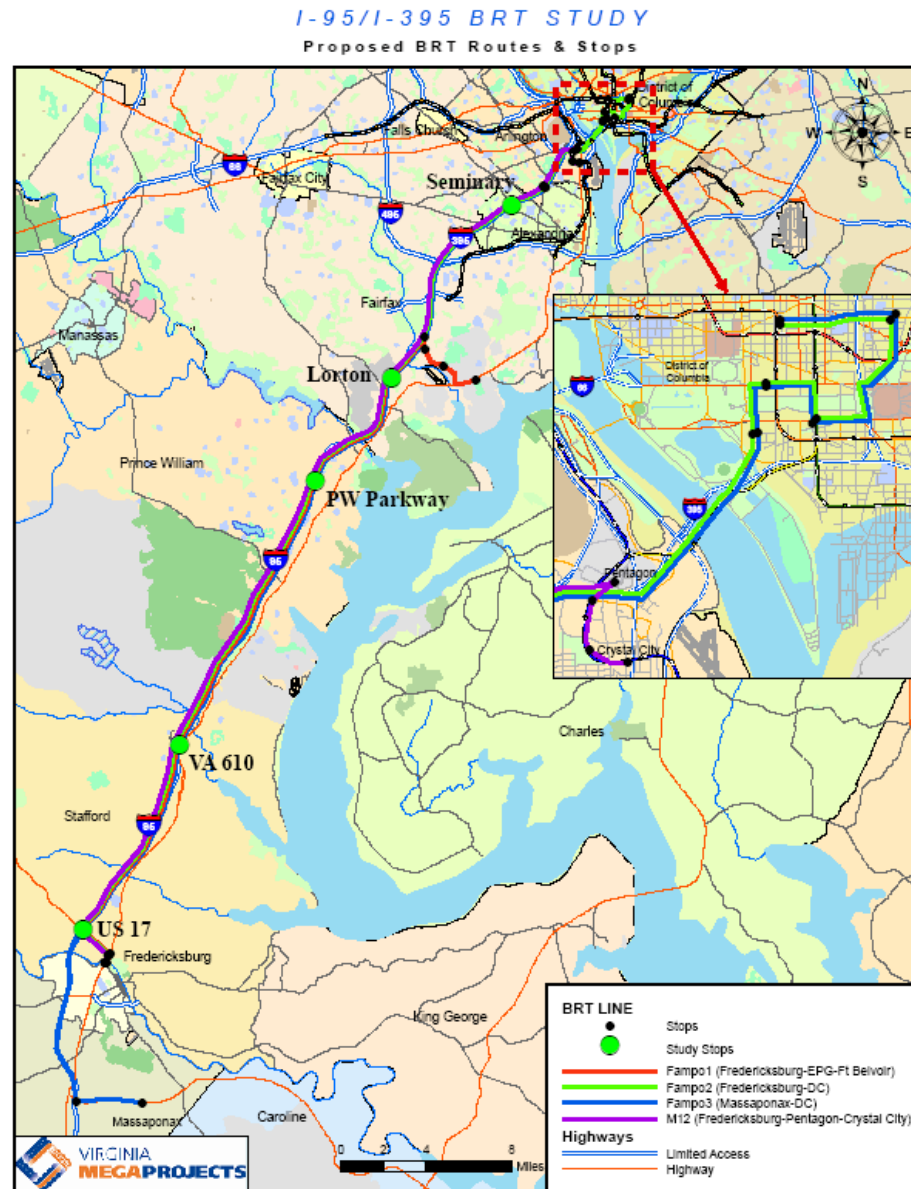 I-95/I-395 BRT STUDY
Proposed BRT Routes & Stops
District of
Falls Church
Arlington
N
W
E
S
66
Fairfax City
Seminary
495
395
Alexandria
Fairfax
Manassas
Lorton
District of
Columbia
66
Prince William
PW Parkway
395
95
Pentagon
Crystal City
Charles
VA 610
Stafford
95
US 17
Fredericksburg
King George
Massaponax
Caroline
BRT LINE
Stops
Study Stops
Fampo1 (Fredericksburg-EPG-Ft Belvoir)
Fampo2 (Fredericksburg-DC)
Fampo3 (Massaponax-DC)
M12 (Fredericksburg-Pentagon-Crystal City)
Highways
Limited Access
Highway
VIRGINIA
MEGAPROJECTS
0 2 4 8
Miles